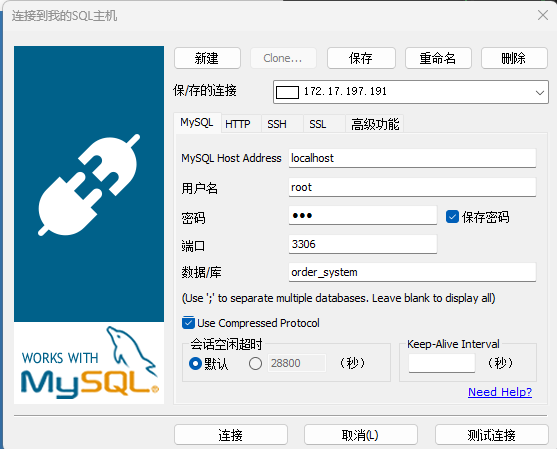 连接到我的SQL主机
新建
Clone...
保存
重命名
删除
保/存的连接
172.17.197.191
MySQL
HTTP
SSH
SSL
高级功能
MySQL Host Address
localhost
用户名
root
密码
●●●
保存密码
端口
3306
数据/库
order_system
(Use ';' to separate multiple databases. Leave blank to display all)
Use Compressed Protocol
会话空闲超时
默认
28800
（秒）
Keep-Alive Interval
（秒）
Need Help?
WORKS WITH
MySQL®
连接
取消(L)
测试连接